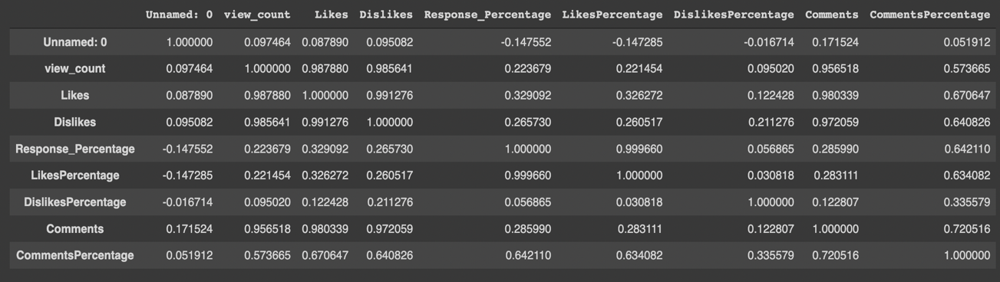 Unnamed: 0 view_count Likes Dislikes Response_Percentage LikesPercentage DislikesPercentage Comments CommentsPercentage
Unnamed: 0 1.000000 0.097464 0.087890 0.095082 -0.147552 -0.147285 -0.016714 0.171524 0.051912
view_count 0.097464 1.000000 0.987880 0.985641 0.223679 0.221454 0.095020 0.956518 0.573665
Likes 0.087890 0.987880 1.000000 0.991276 0.329092 0.326272 0.122428 0.980339 0.670647
Dislikes 0.095082 0.985641 0.991276 1.000000 0.265730 0.260517 0.211276 0.972059 0.640826
Response_Percentage -0.147552 0.223679 0.329092 0.265730 1.000000 0.999660 0.056865 0.285990 0.642110
LikesPercentage -0.147285 0.221454 0.326272 0.260517 0.999660 1.000000 0.030818 0.283111 0.634082
DislikesPercentage -0.016714 0.095020 0.122428 0.211276 0.056865 0.030818 1.000000 0.122807 0.335579
Comments 0.171524 0.956518 0.980339 0.972059 0.285990 0.283111 0.122807 1.000000 0.720516
CommentsPercentage 0.051912 0.573665 0.670647 0.640826 0.642110 0.634082 0.335579 0.720516 1.000000